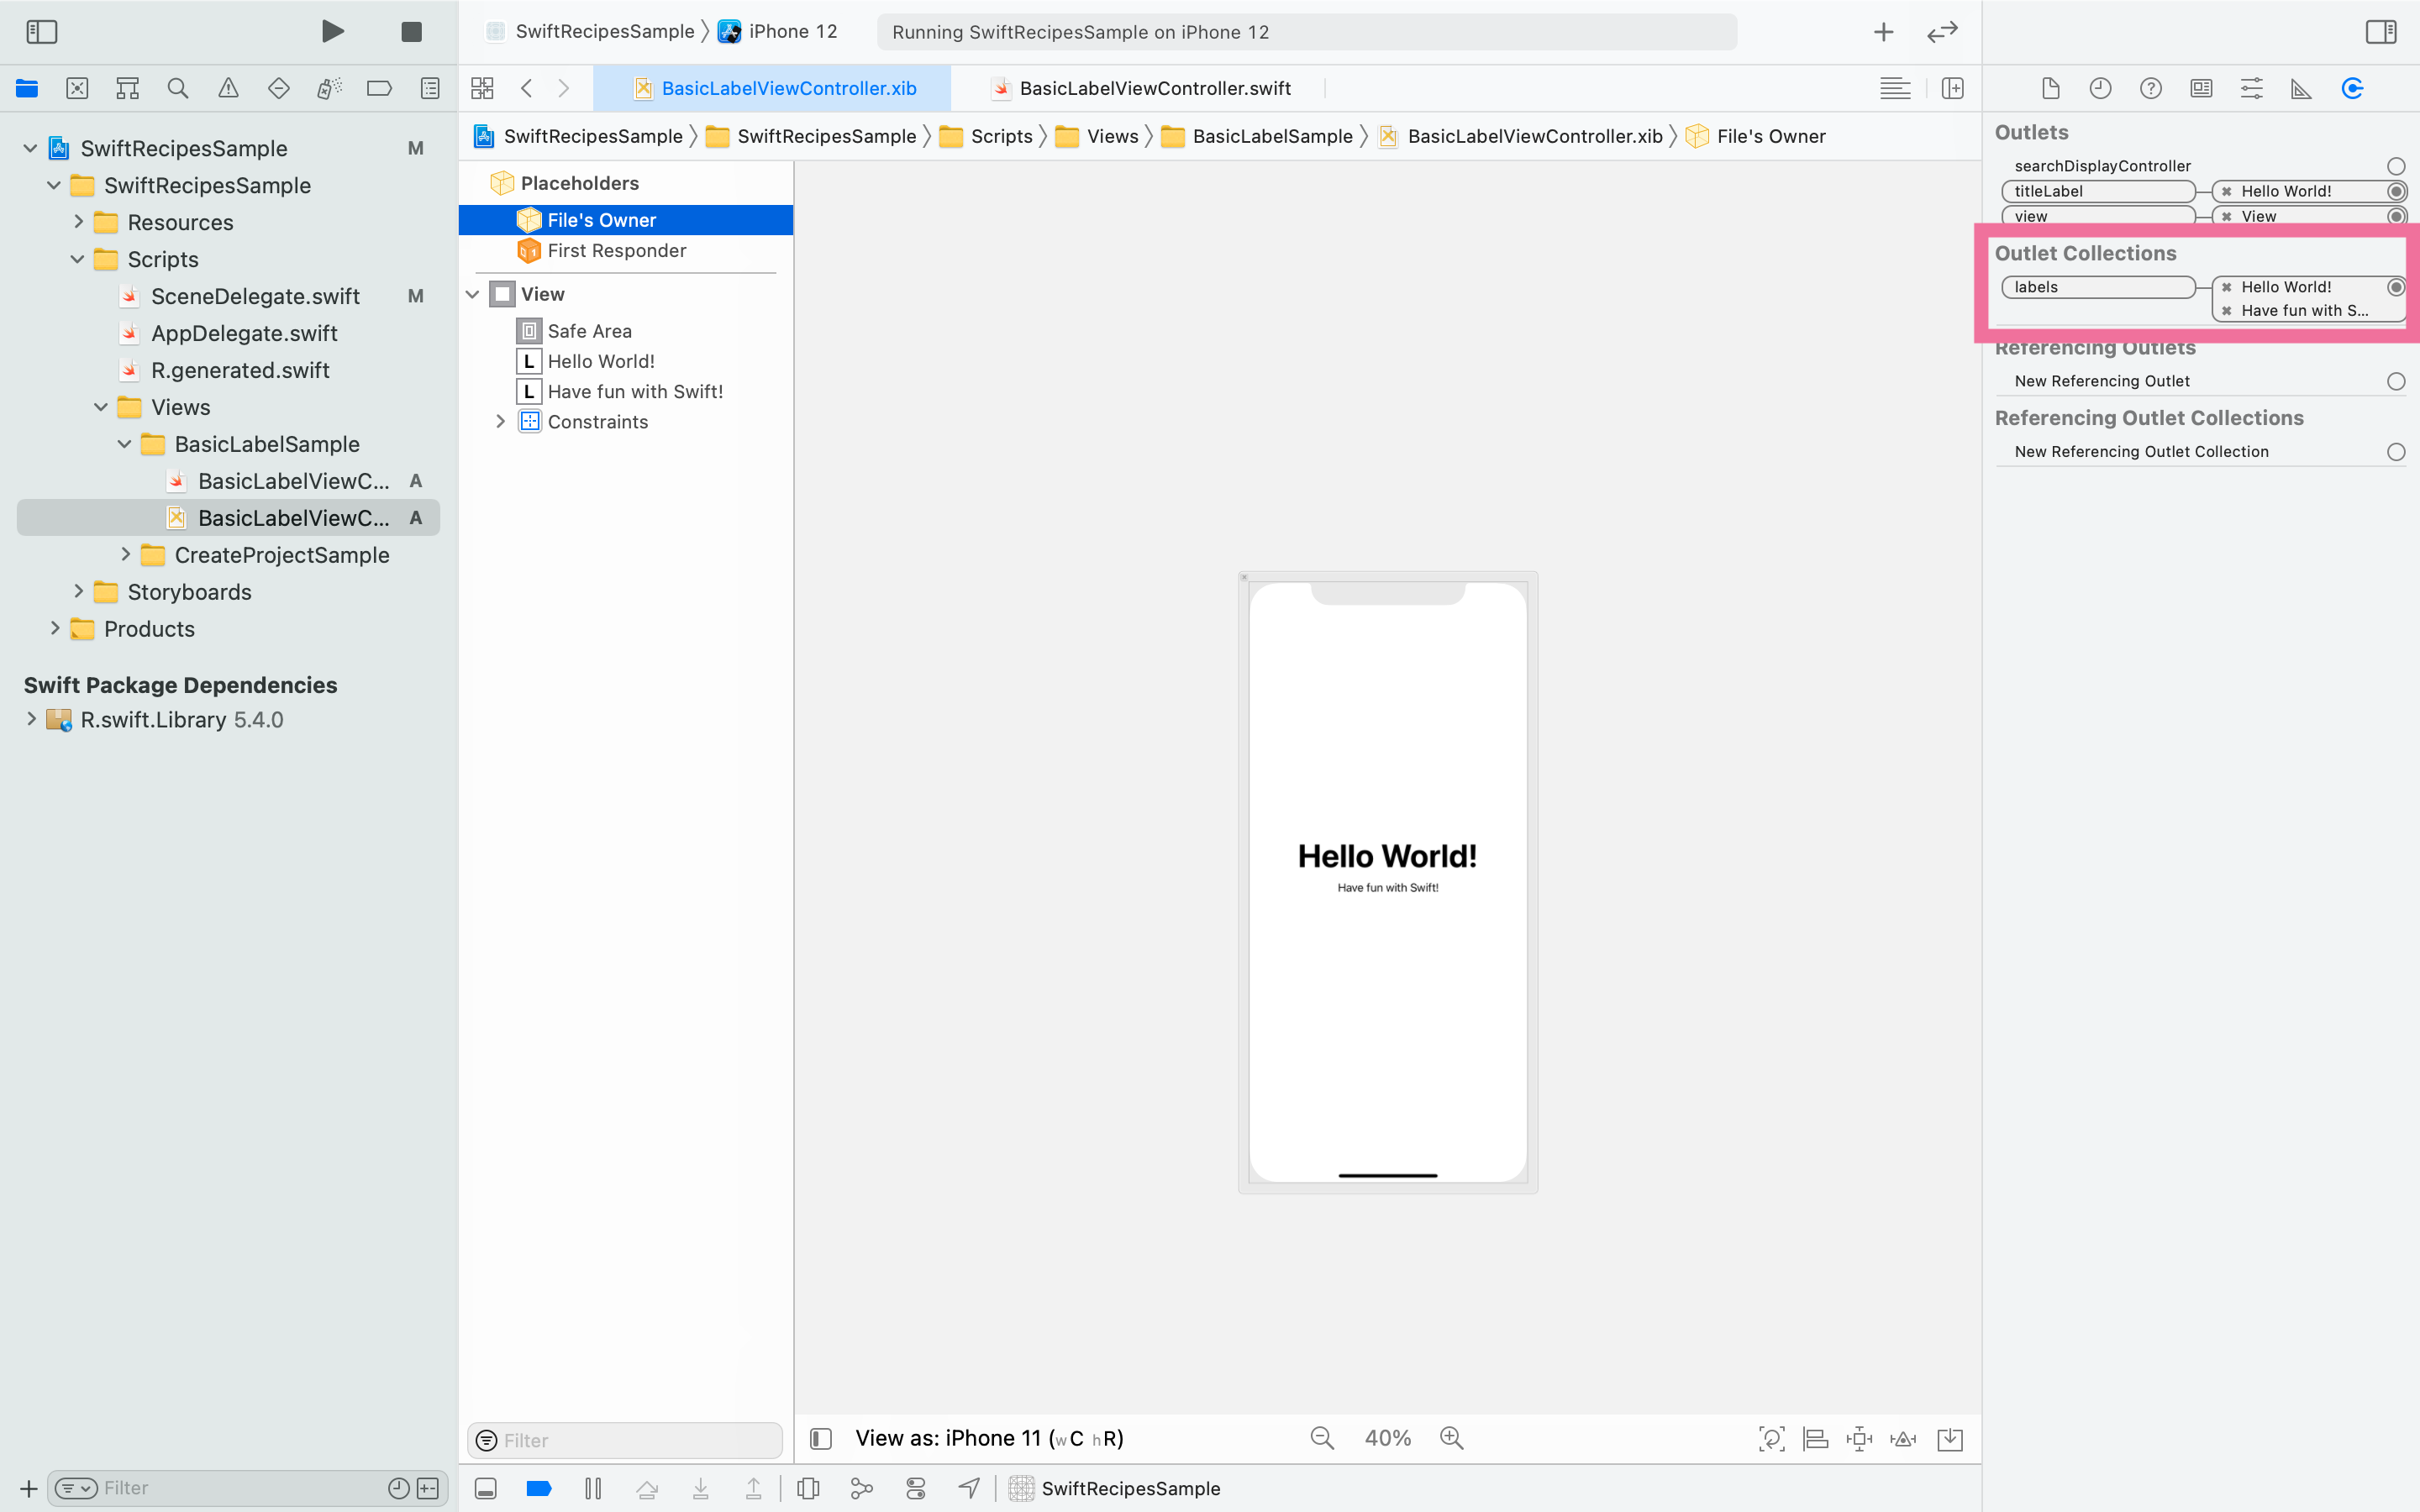 SwiftRecipesSample
iPhone 12
Running SwiftRecipesSample on iPhone 12
BasicLabelViewController.xib
BasicLabelViewController.swift
SwiftRecipesSample
SwiftRecipesSample
Scripts
Views
BasicLabelSample
BasicLabelViewController.xib
File's Owner
SwiftRecipesSample M
SwiftRecipesSample
Resources
Scripts
SceneDelegate.swift M
AppDelegate.swift
R.generated.swift
Views
BasicLabelSample
BasicLabelViewC... A
BasicLabelViewC... A
CreateProjectSample
Storyboards
Products
Swift Package Dependencies
R.swift.Library 5.4.0
Filter
Placeholders
File's Owner
First Responder
View
Safe Area
L Hello World!
L Have fun with Swift!
Constraints
Filter
Hello World!
Have fun with Swift!
View as: iPhone 11 (wC hR)
40%
SwiftRecipesSample
Outlets
searchDisplayController
titleLabel Hello World!
view View
Outlet Collections
labels Hello World!
Have fun with S...
Referencing Outlets
New Referencing Outlet
Referencing Outlet Collections
New Referencing Outlet Collection